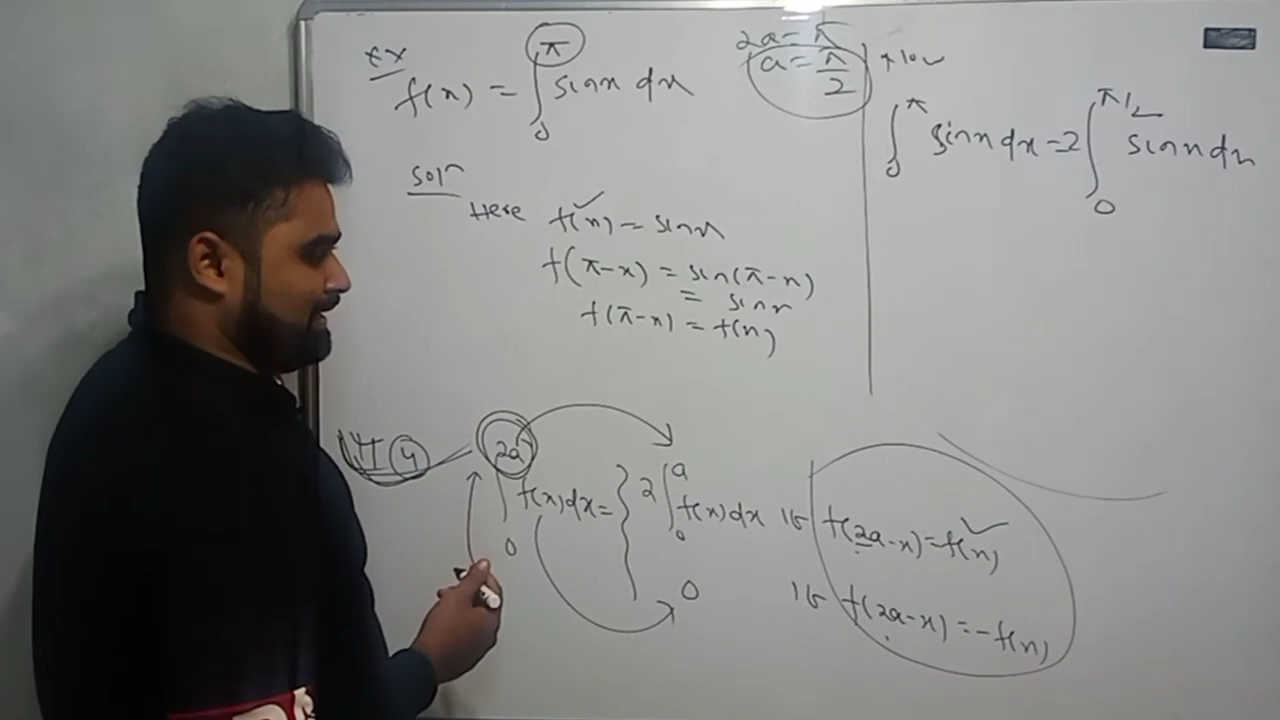 ex
f(x) = ∫₀^π sinx dx
2a = π
a = π/2
Now
∫₀^π sinx dx = 2 ∫₀^π/2 sinx dx
Solⁿ
Here f(x) = sinx
f(π-x) = sin(π-x)
= sinx
f(π-x) = f(x)
4
∫₀^2a f(x)dx = { 2 ∫₀^a f(x)dx if f(2a-x) = f(x)
0 if f(2a-x) = -f(x)